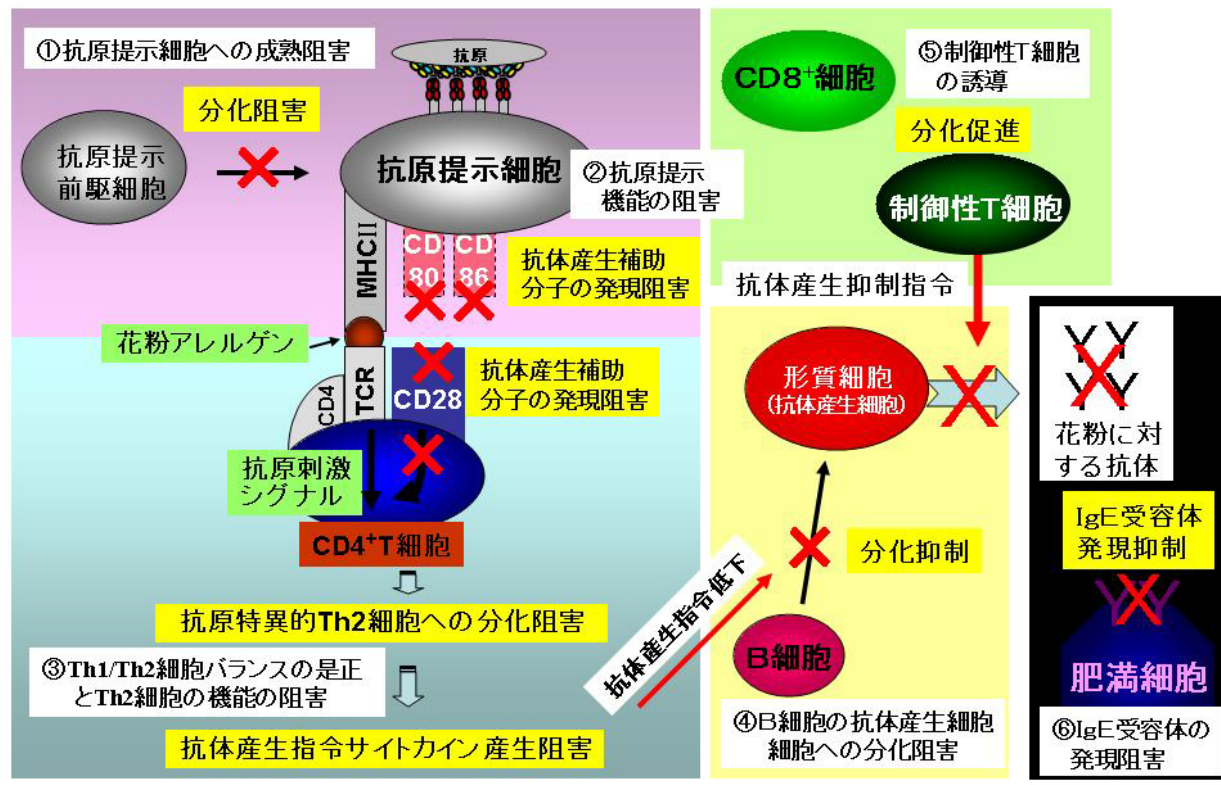 ①抗原提示細胞への成熟阻害
抗原
分化阻害
抗原提示
前駆細胞
抗原提示細胞
②抗原提示
機能の阻害
MHCII
CD
80
CD
86
抗体産生補助
分子の発現阻害
花粉アレルゲン
CD4
TCR
CD28
抗体産生補助
分子の発現阻害
抗原刺激
シグナル
CD4⁺T細胞
抗原特異的Th2細胞への分化阻害
③Th1/Th2細胞バランスの是正
とTh2細胞の機能の阻害
抗体産生指令サイトカイン産生阻害
CD8⁺細胞
⑤制御性T細胞
の誘導
分化促進
制御性T細胞
抗体産生抑制指令
形質細胞
(抗体産生細胞)
分化抑制
抗体産生指令低下
B細胞
④B細胞の抗体産生細胞
細胞への分化阻害
花粉に対
する抗体
IgE受容体
発現抑制
肥満細胞
⑥IgE受容体の
発現阻害